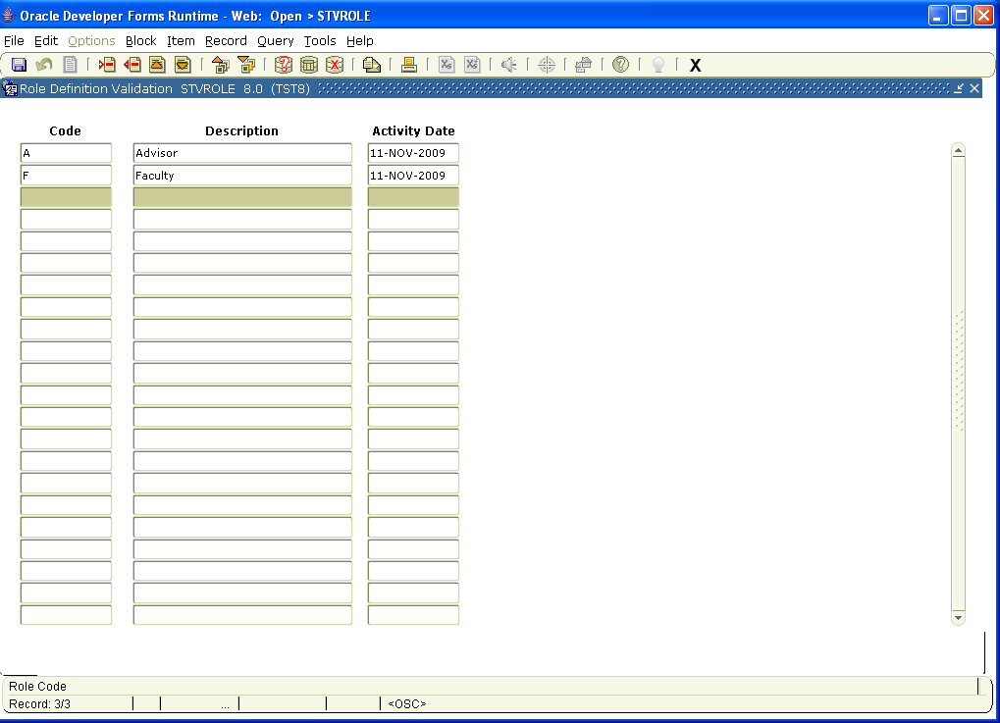 Oracle Developer Forms Runtime - Web: Open > STVROLE
File Edit Options Block Item Record Query Tools Help
X
Role Definition Validation STVROLE 8.0 (TST8)
Code Description Activity Date
A Advisor 11-NOV-2009
F Faculty 11-NOV-2009
Role Code
Record: 3/3 ... <OSC>